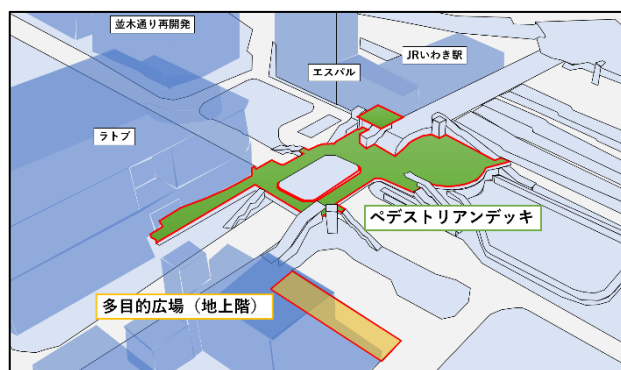 並木通り再開発
JRいわき駅
エスパル
ラトブ
ペデストリアンデッキ
多目的広場（地上階）